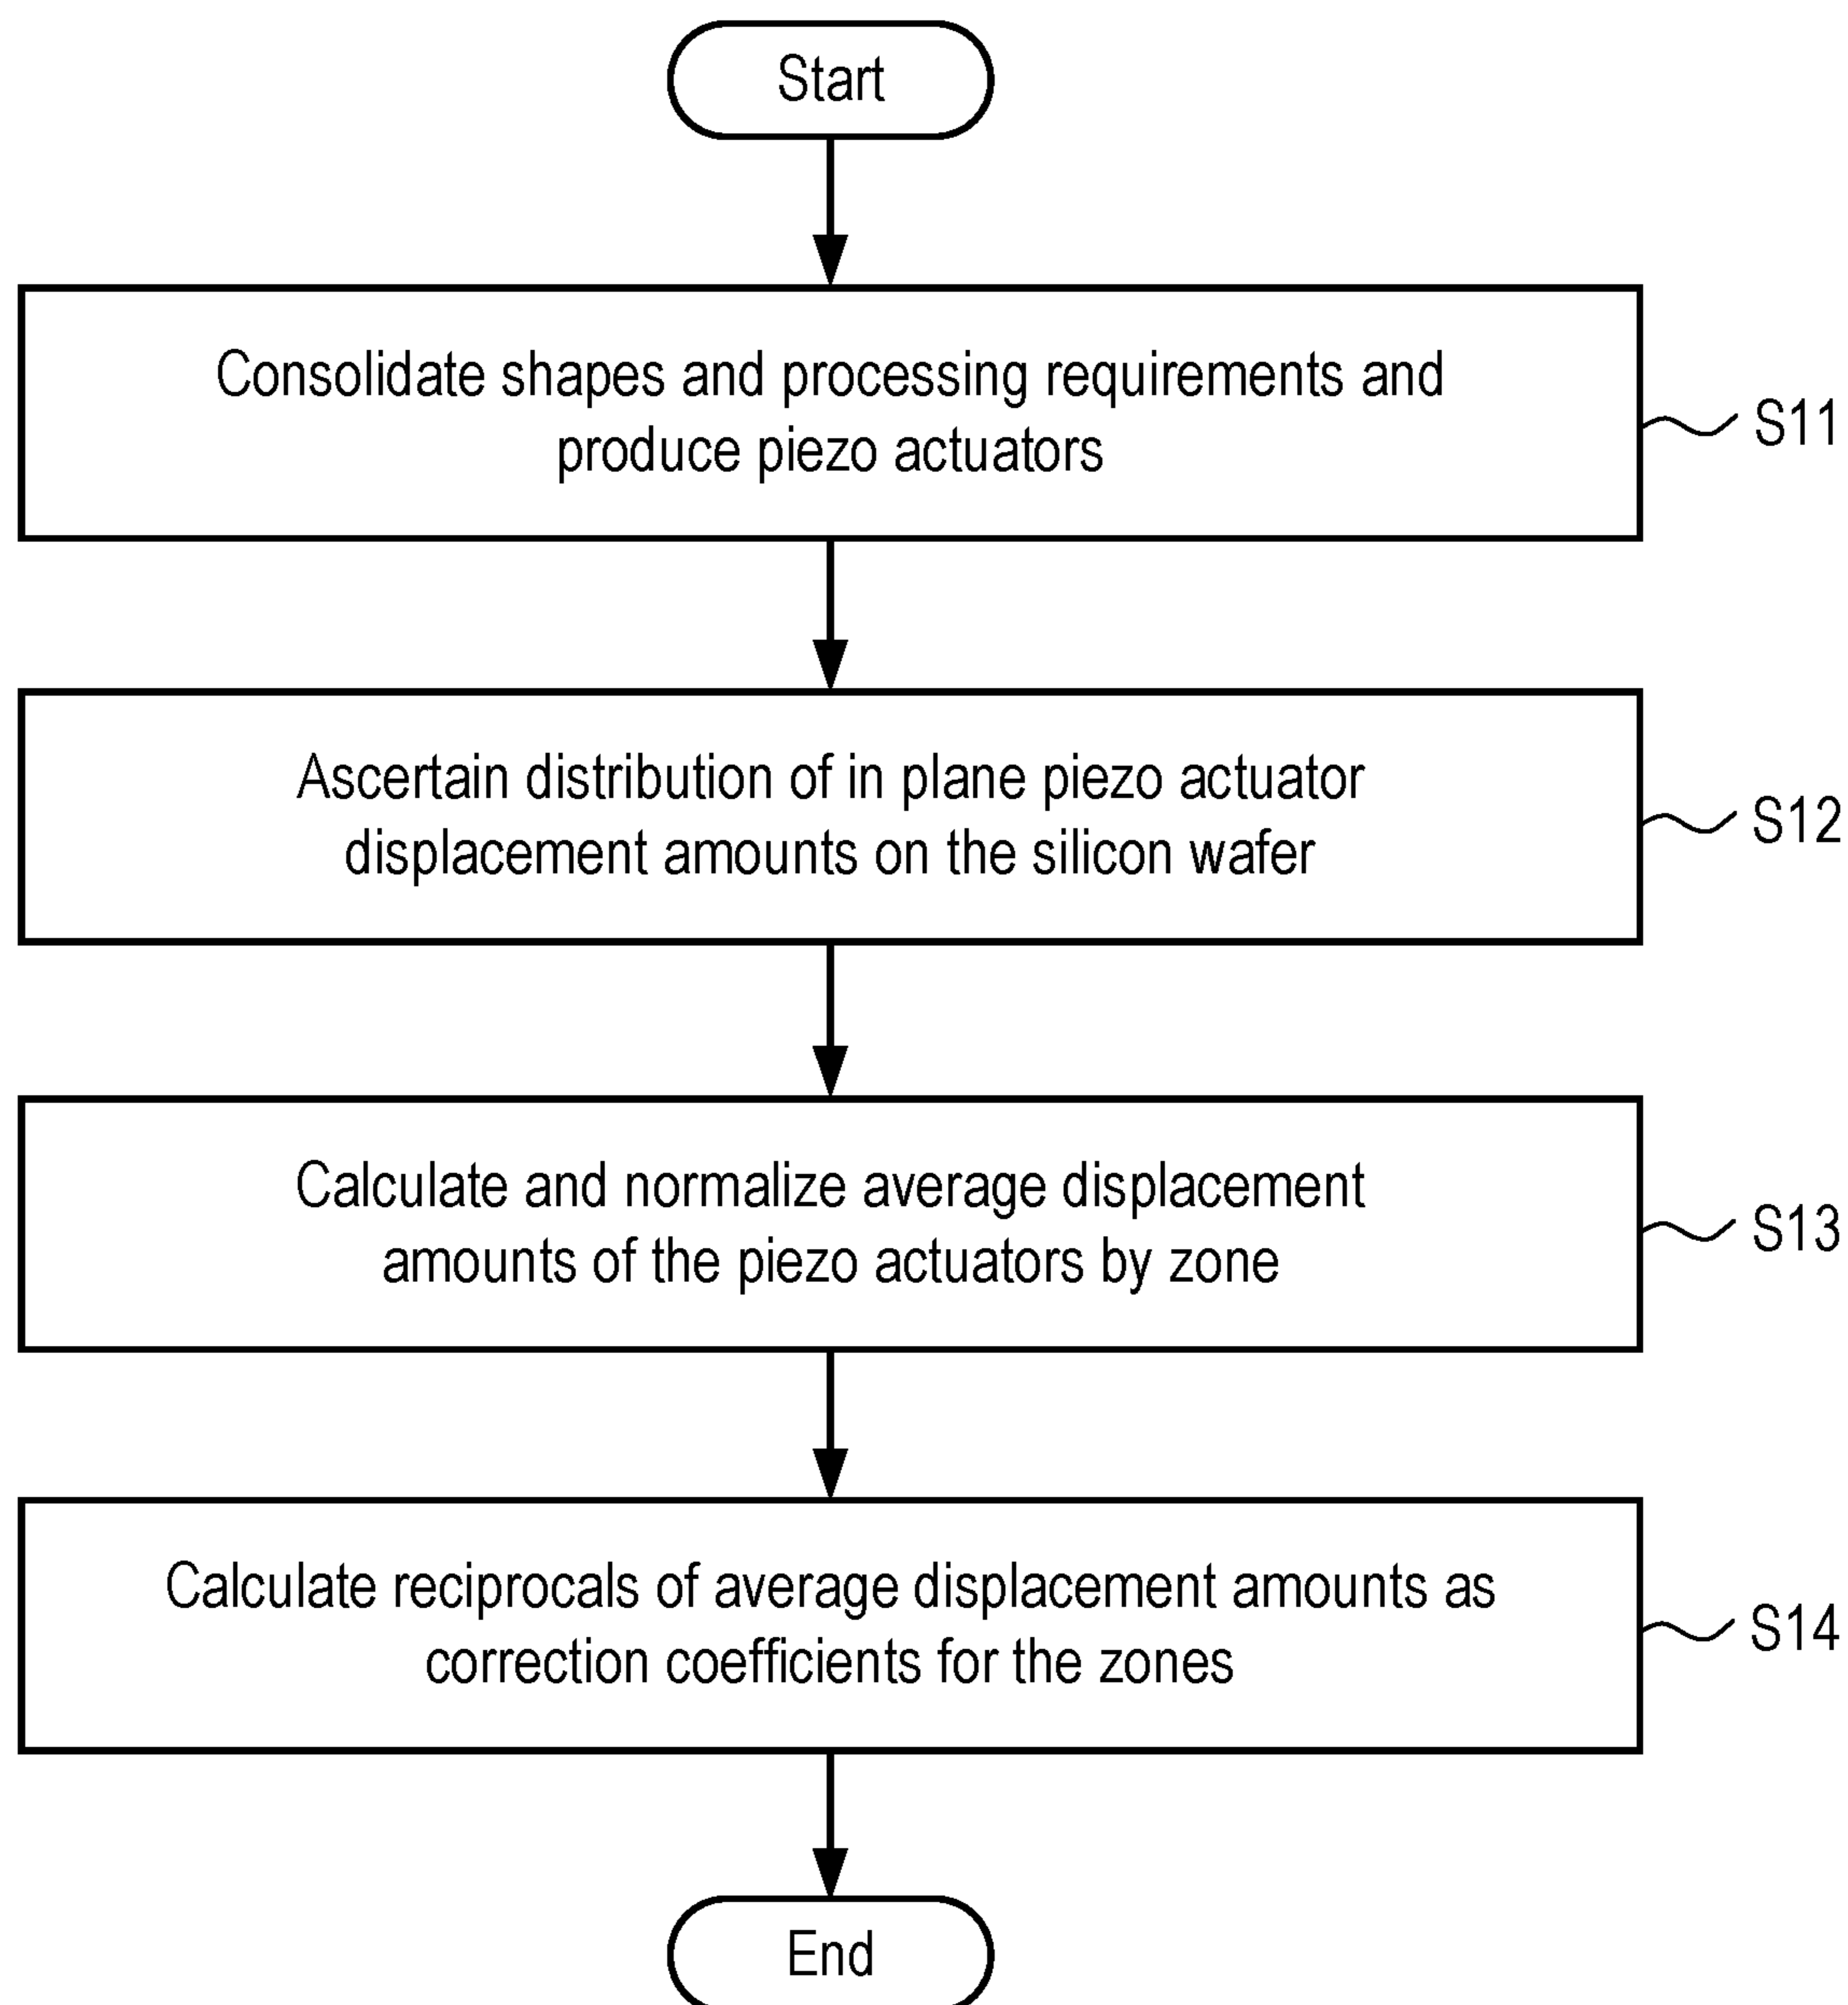 Start
Consolidate shapes and processing requirements and
produce piezo actuators
S11
Ascertain distribution of in plane piezo actuator
displacement amounts on the silicon wafer
S12
Calculate and normalize average displacement
amounts of the piezo actuators by zone
S13
Calculate reciprocals of average displacement amounts as
correction coefficients for the zones
S14
End